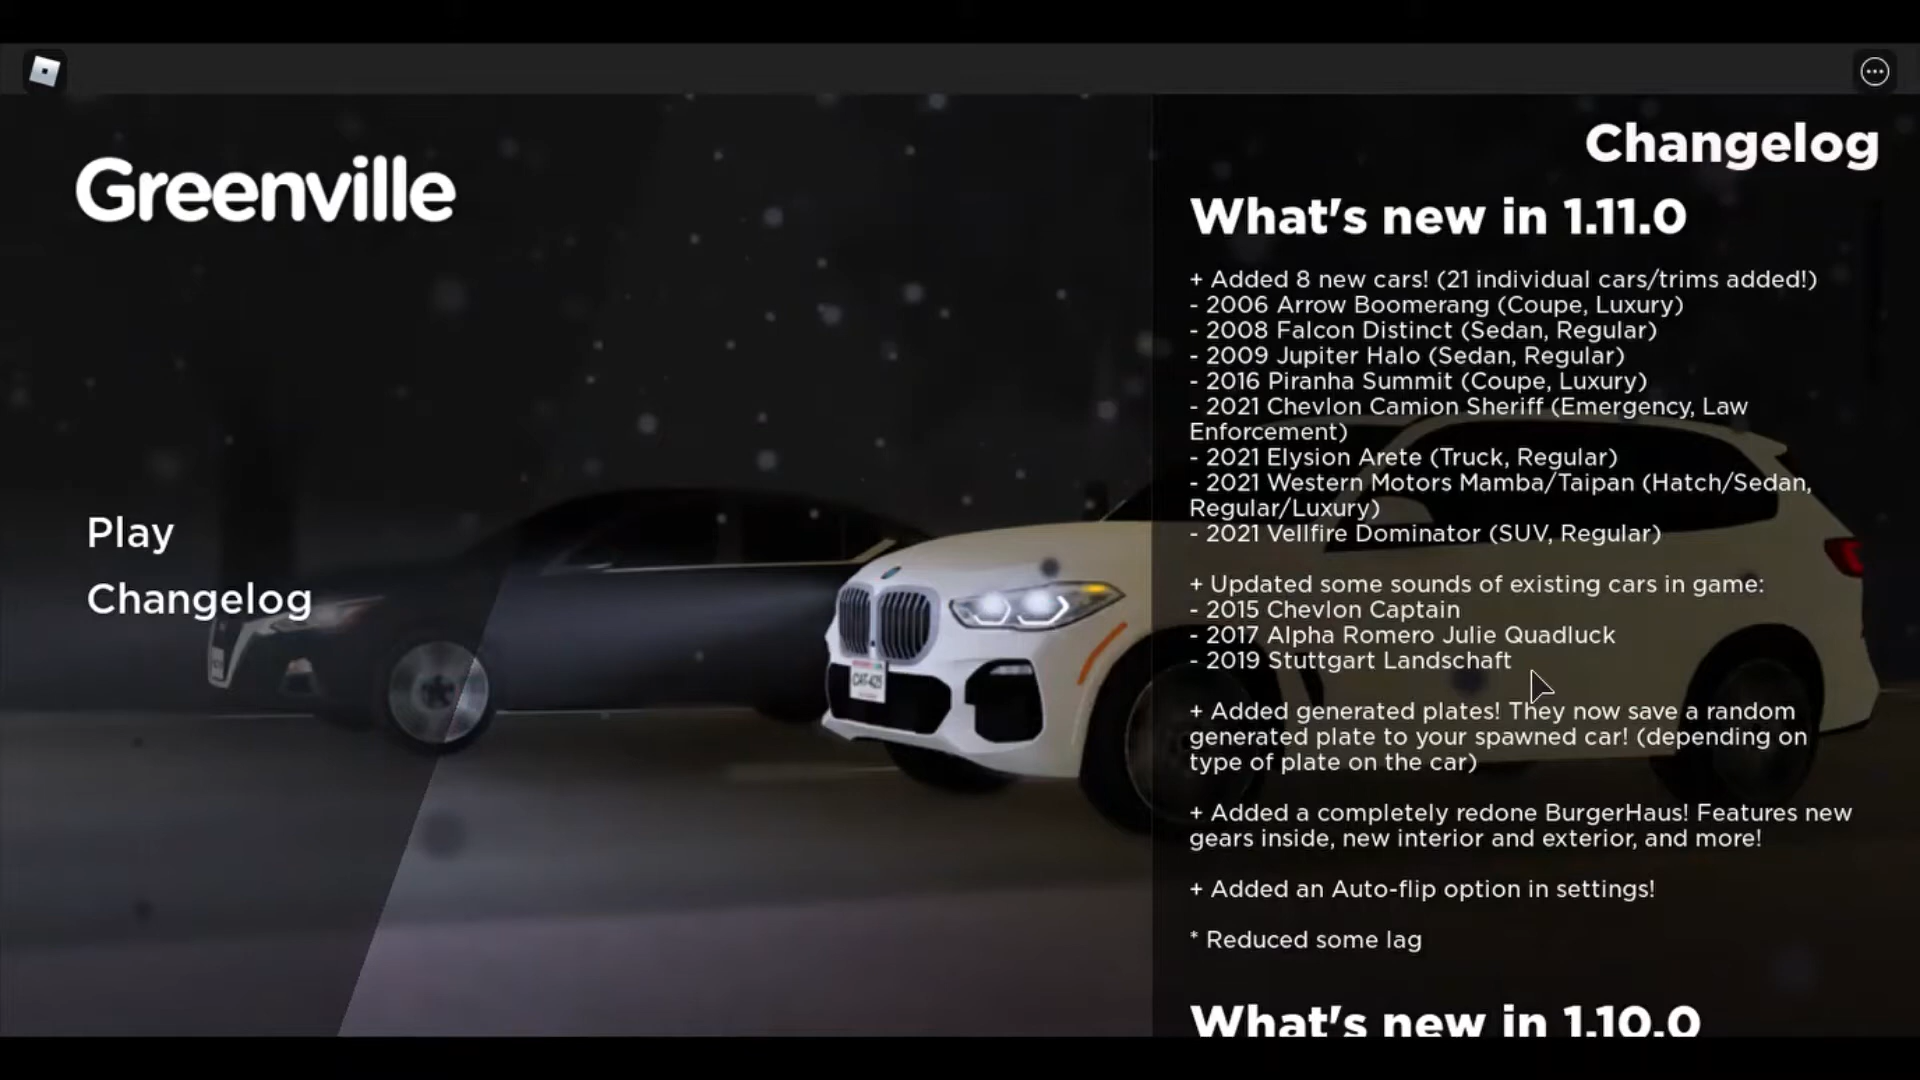 Greenville
Play
Changelog
CAT-425
Changelog
What's new in 1.11.0
+ Added 8 new cars! (21 individual cars/trims added!)
- 2006 Arrow Boomerang (Coupe, Luxury)
- 2008 Falcon Distinct (Sedan, Regular)
- 2009 Jupiter Halo (Sedan, Regular)
- 2016 Piranha Summit (Coupe, Luxury)
- 2021 Chevlon Camion Sheriff (Emergency, Law
Enforcement)
- 2021 Elysion Arete (Truck, Regular)
- 2021 Western Motors Mamba/Taipan (Hatch/Sedan,
Regular/Luxury)
- 2021 Vellfire Dominator (SUV, Regular)
+ Updated some sounds of existing cars in game:
- 2015 Chevlon Captain
- 2017 Alpha Romero Julie Quadluck
- 2019 Stuttgart Landschaft
+ Added generated plates! They now save a random
generated plate to your spawned car! (depending on
type of plate on the car)
+ Added a completely redone BurgerHaus! Features new
gears inside, new interior and exterior, and more!
+ Added an Auto-flip option in settings!
* Reduced some lag
What's new in 1.10.0